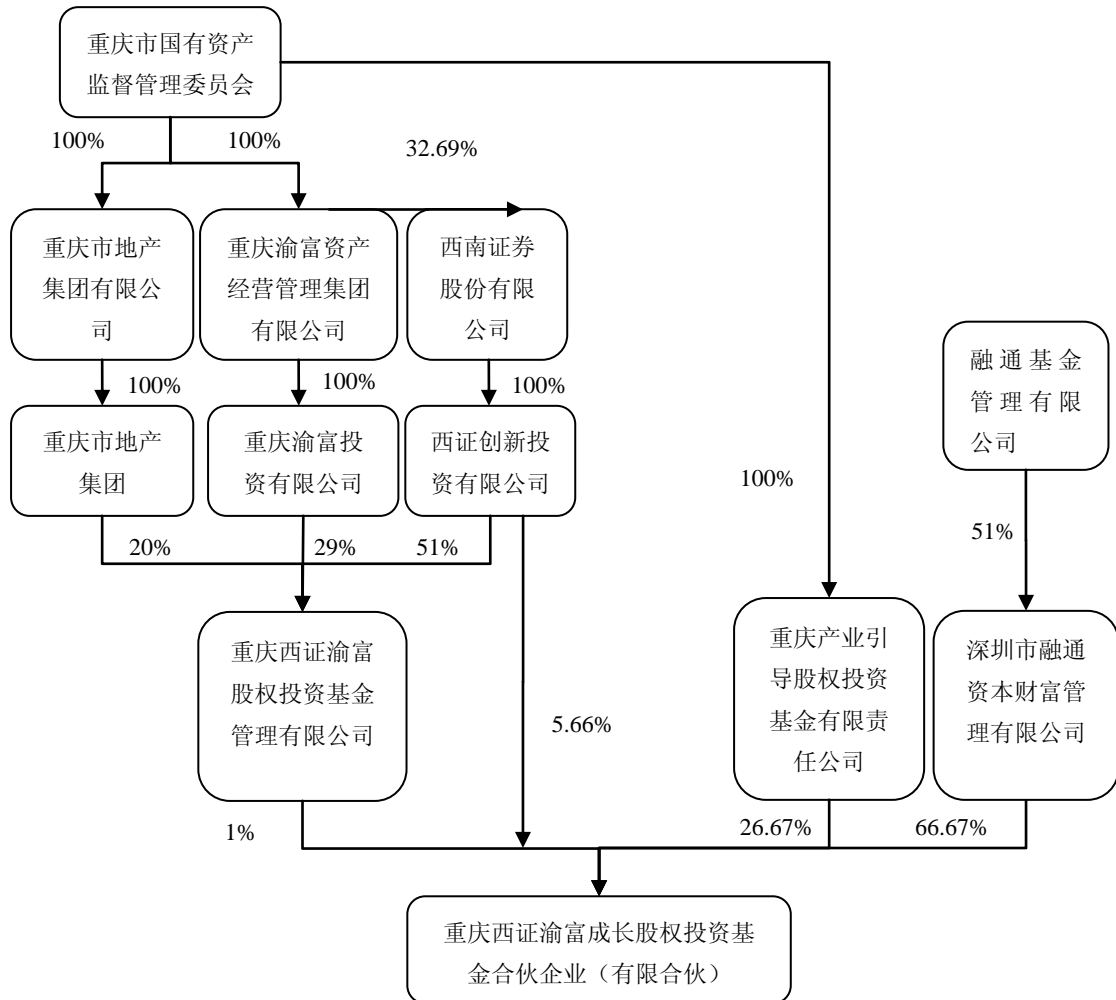 重庆市国有资产
监督管理委员会
100%
100%
32.69%
重庆市地产
集团有限公
司
重庆渝富资产
经营管理集团
有限公司
西南证券
股份有限
公司
融通基金
管理有限
公司
100%
100%
100%
重庆市地产
集团
重庆渝富投
资有限公司
西证创新投
资有限公司
100%
51%
20%
29%
51%
重庆西证渝富
股权投资基金
管理有限公司
重庆产业引
导股权投资
基金有限责
任公司
深圳市融通
资本财富管
理有限公司
5.66%
1%
26.67%
66.67%
重庆西证渝富成长股权投资基
金合伙企业（有限合伙）